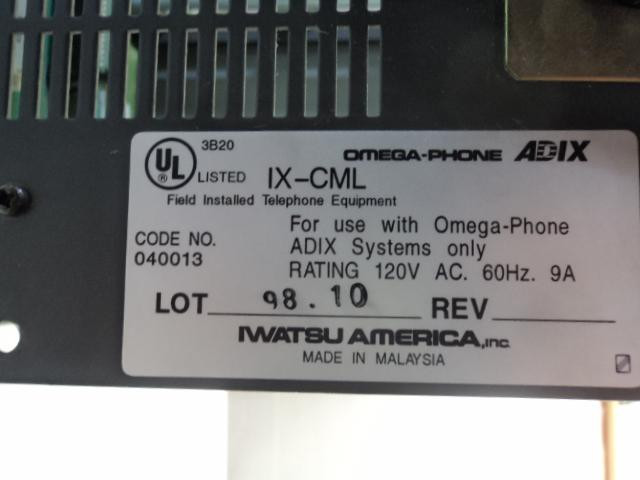 3B20
UL
®
LISTED IX-CML
OMEGA-PHONE ADIX
Field Installed Telephone Equipment
For use with Omega-Phone
ADIX Systems only
CODE NO.
040013
RATING 120V AC. 60Hz. 9A
LOT 98.10 REV
IWATSU AMERICA, inc.
MADE IN MALAYSIA